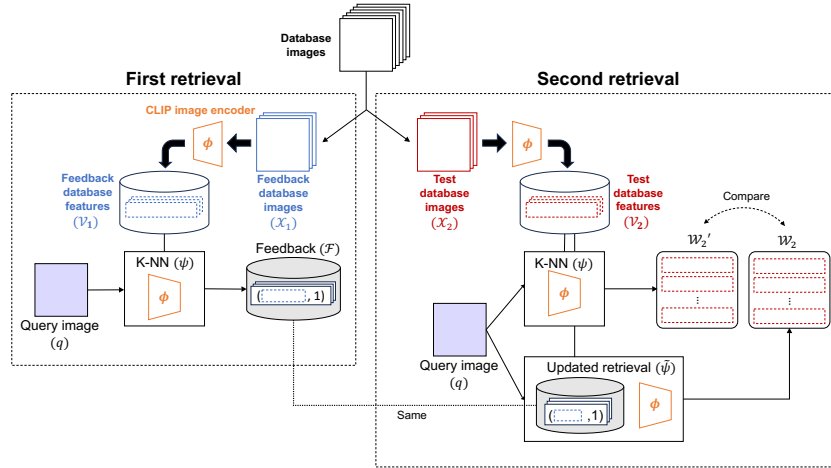 Database
images
First retrieval
Second retrieval
CLIP image encoder
ϕ
Feedback
database
features
(𝒱₁)
Feedback
database
images
(𝒳₁)
K-NN (ψ)
ϕ
Feedback (ℱ)
( , 1)
Query image
(q)
Test
database
images
(𝒳₂)
ϕ
Test
database
features
(𝒱₂)
Compare
𝒲₂′
𝒲₂
⋮
⋮
K-NN (ψ)
ϕ
Query image
(q)
Updated retrieval (ψ̃)
( , 1)
ϕ
Same